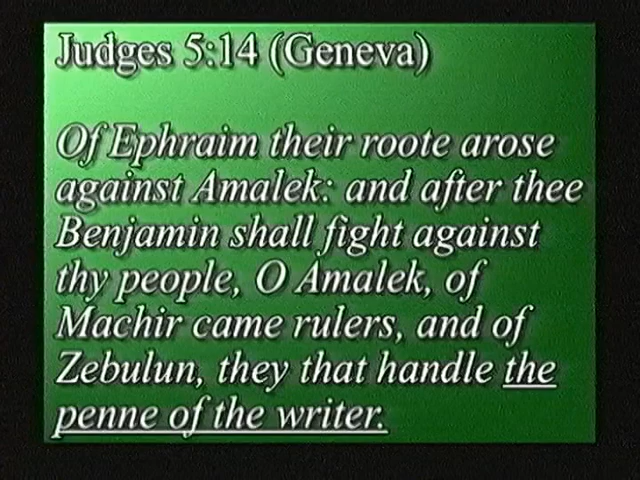 Judges 5:14 (Geneva)
Of Ephraim their roote arose
against Amalek: and after thee
Benjamin shall fight against
thy people, O Amalek, of
Machir came rulers, and of
Zebulun, they that handle the
penne of the writer.